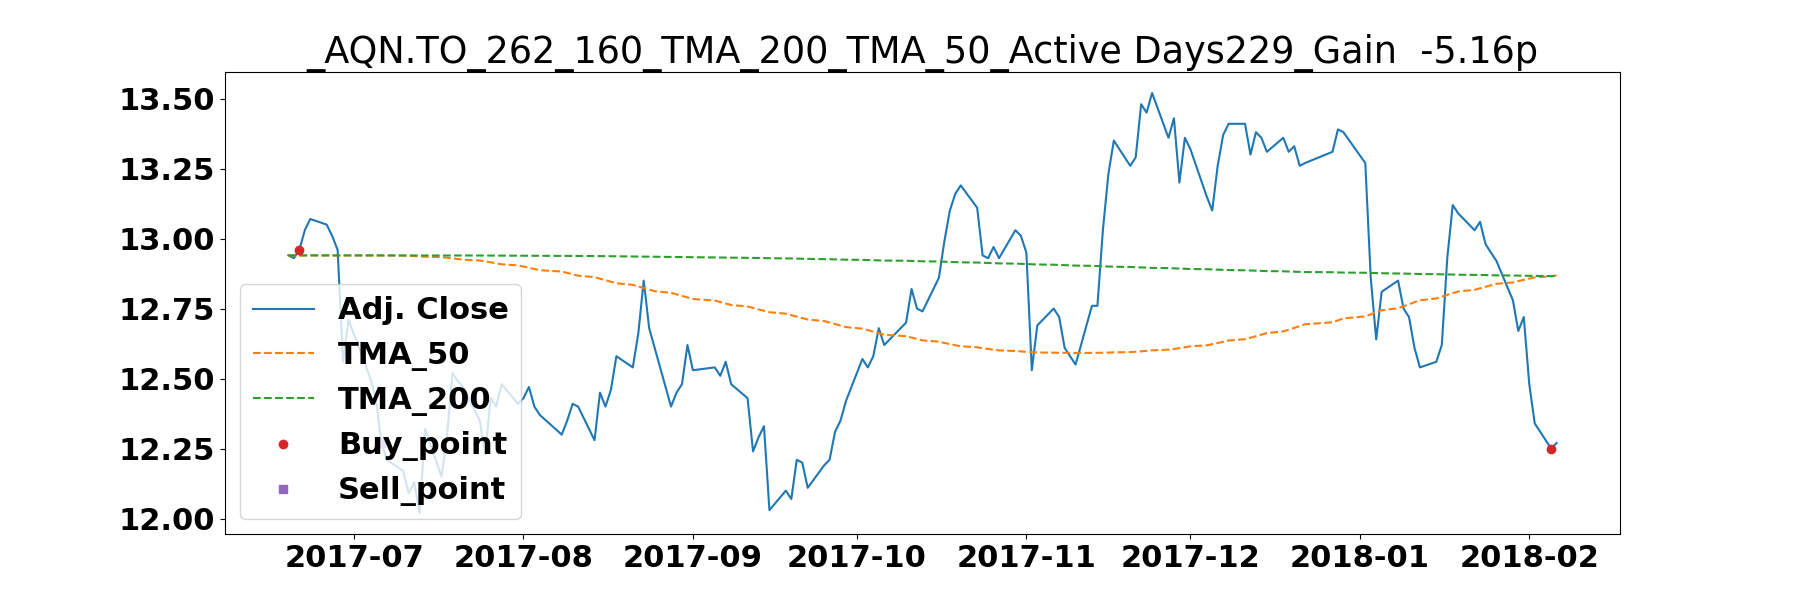 _AQN.TO_262_160_TMA_200_TMA_50_Active Days229_Gain  -5.16p
13.50
13.25
13.00
12.75
12.50
12.25
12.00
Adj. Close
TMA_50
TMA_200
Buy_point
Sell_point
2017-07 2017-08 2017-09 2017-10 2017-11 2017-12 2018-01 2018-02